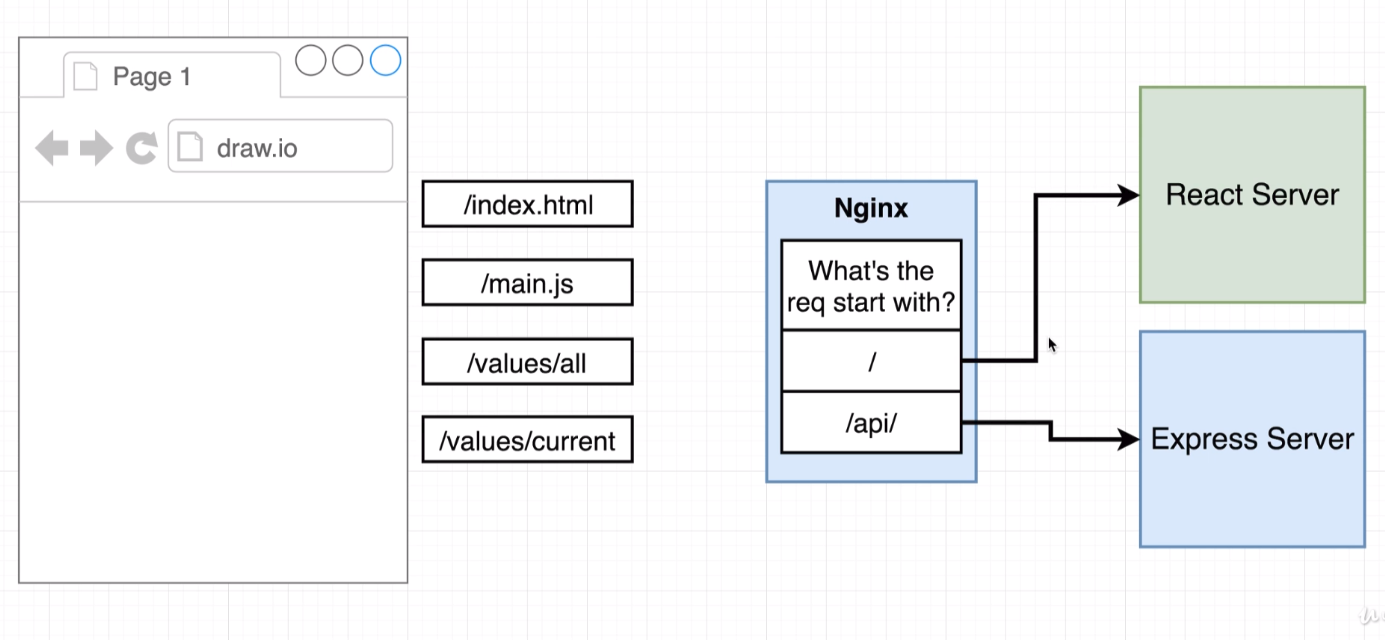 Page 1
draw.io
/index.html
/main.js
/values/all
/values/current
Nginx
What's the
req start with?
/
/api/
React Server
Express Server